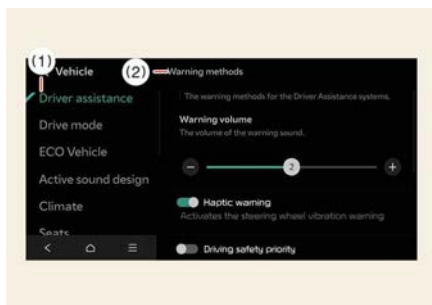 (1)
Vehicle
(2)
Warning methods
Driver assistance
The warning methods for the Driver Assistance systems.
Drive mode
Warning volume
The volume of the warning sound.
ECO Vehicle
2
Active sound design
Haptic warning
Climate
Activates the steering wheel vibration warning
Seats
Driving safety priority